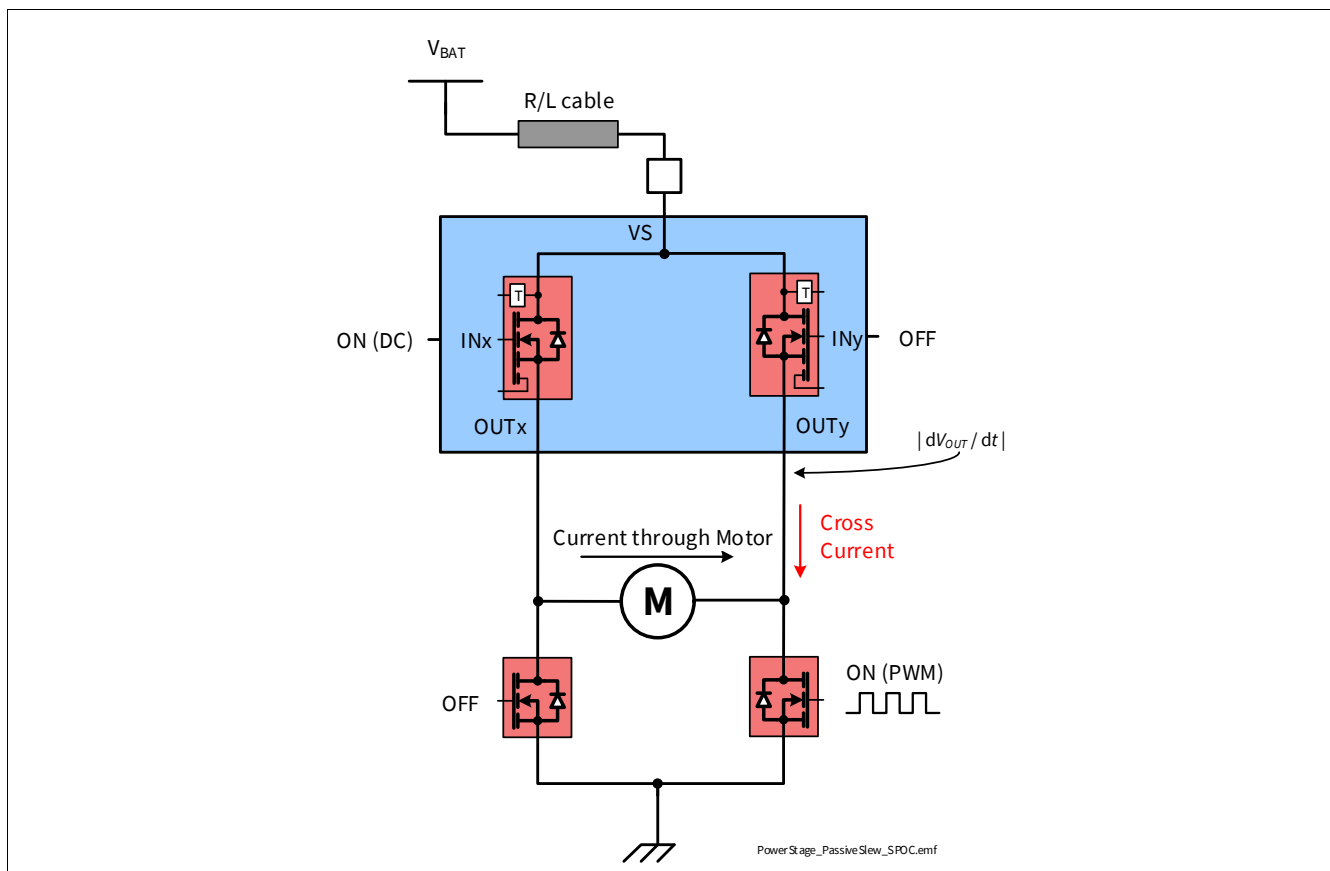 V_BAT
R/L cable
VS
T
T
ON (DC)
INx
INy
OFF
OUTx
OUTy
| dV_OUT / dt |
Current through Motor
Cross
Current
M
OFF
ON (PWM)
PowerStage_PassiveSlew_SPOC.emf